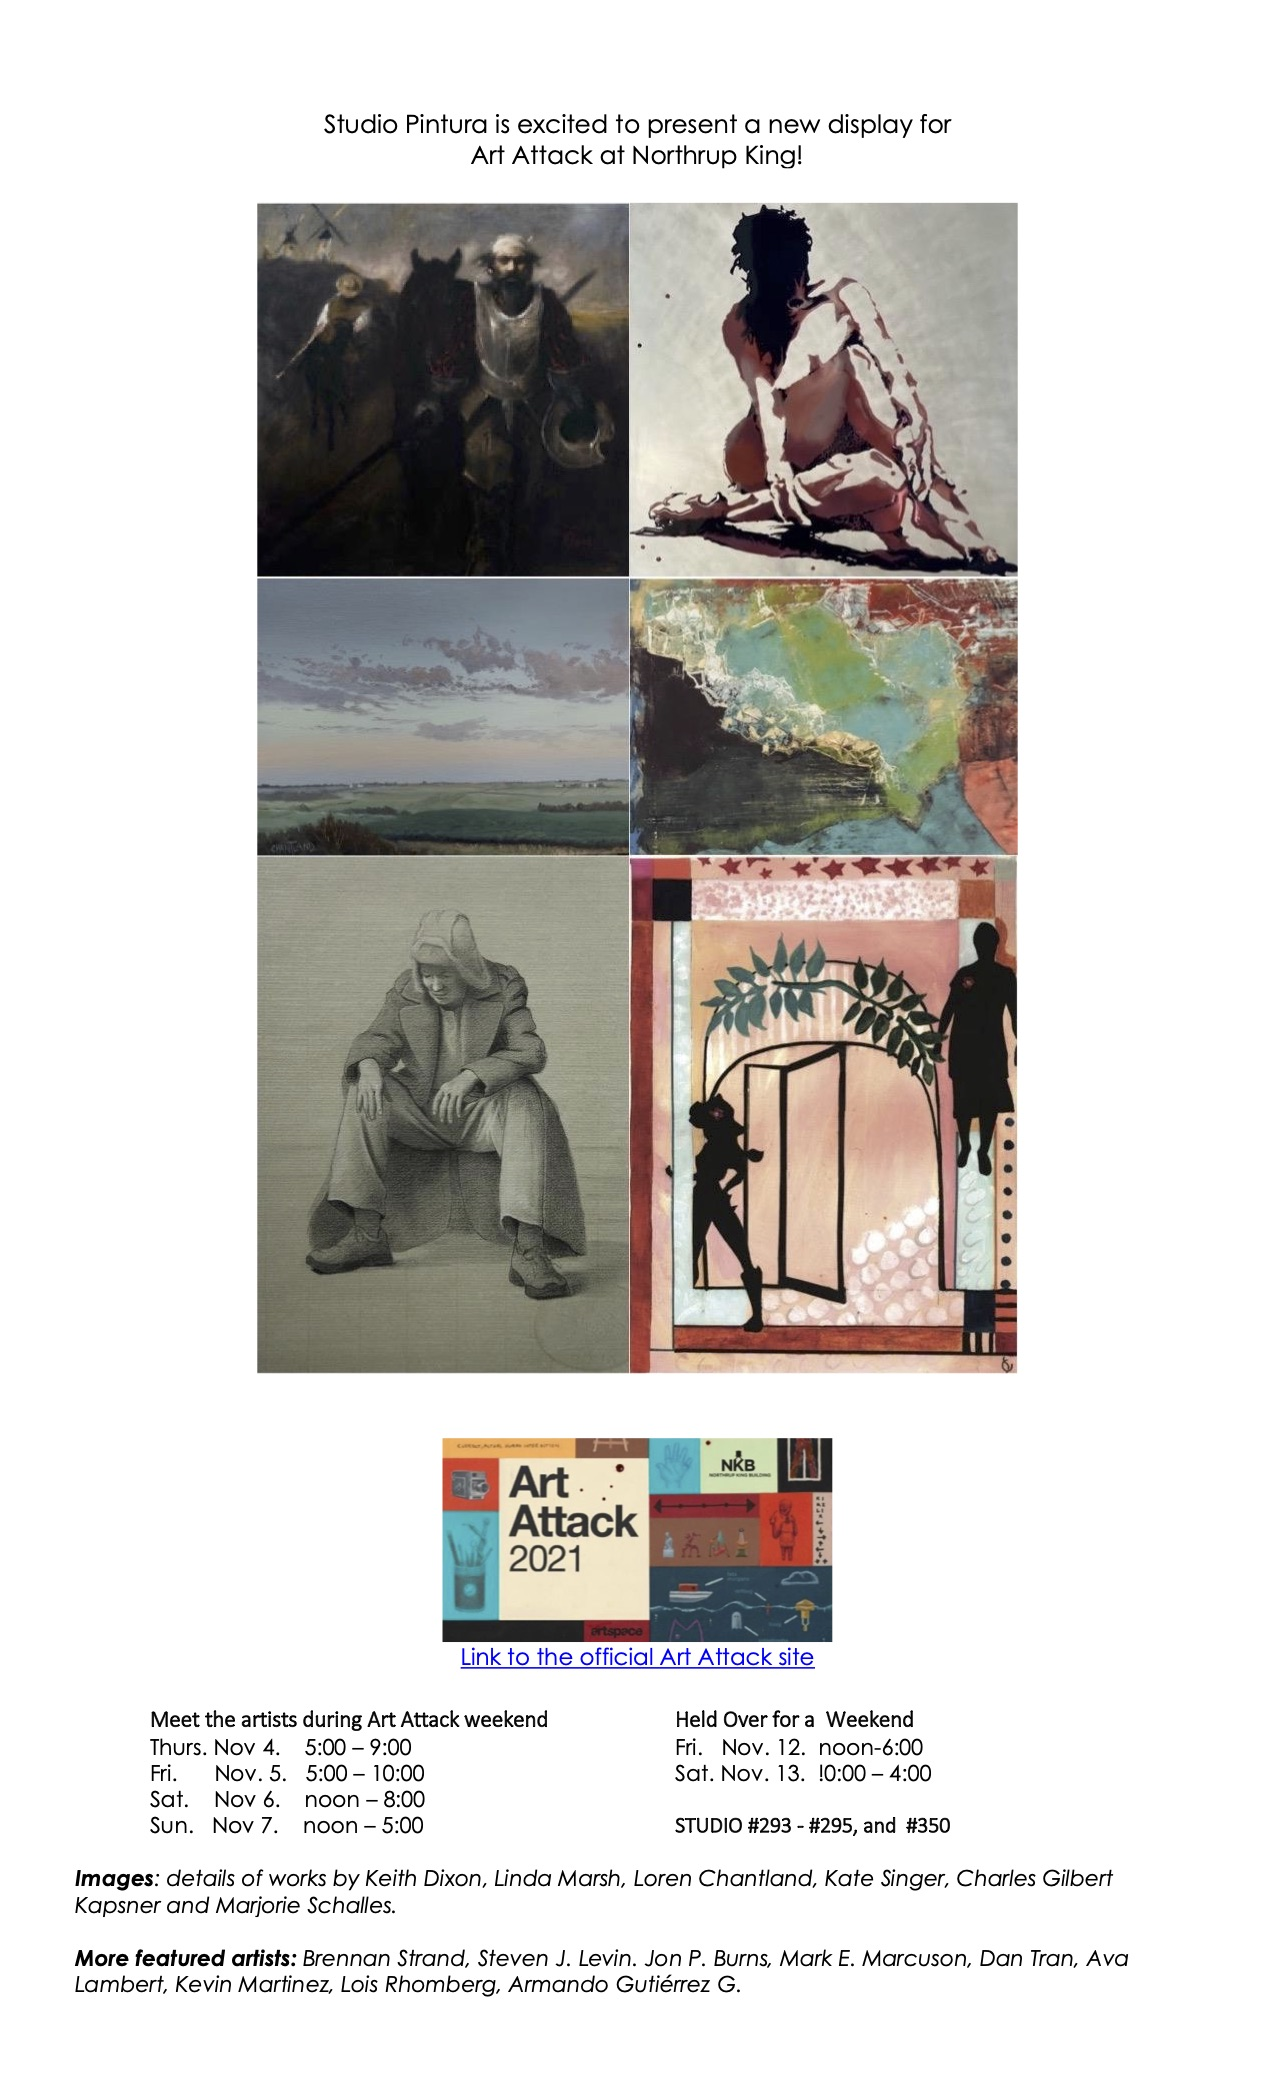 Studio Pintura is excited to present a new display for
Art Attack at Northrup King!
CHANTLAND
NKB
NORTHRUP KING BUILDING
Art
Attack
2021
artspace
Link to the official Art Attack site
Meet the artists during Art Attack weekend
Thurs. Nov 4. 5:00 – 9:00
Fri. Nov. 5. 5:00 – 10:00
Sat. Nov 6. noon – 8:00
Sun. Nov 7. noon – 5:00
Held Over for a Weekend
Fri. Nov. 12. noon-6:00
Sat. Nov. 13. !0:00 – 4:00
STUDIO #293 - #295, and #350
Images: details of works by Keith Dixon, Linda Marsh, Loren Chantland, Kate Singer, Charles Gilbert
Kapsner and Marjorie Schalles.
More featured artists: Brennan Strand, Steven J. Levin. Jon P. Burns, Mark E. Marcuson, Dan Tran, Ava
Lambert, Kevin Martinez, Lois Rhomberg, Armando Gutiérrez G.